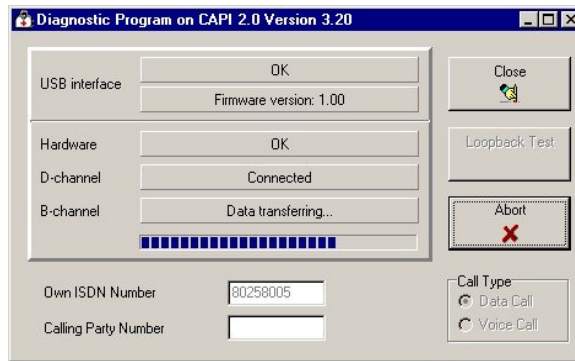 Diagnostic Program on CAPI 2.0 Version 3.20
USB interface
OK
Firmware version: 1.00
Close
Hardware
OK
Loopback Test
D-channel
Connected
B-channel
Data transferring...
Abort
Own ISDN Number
80258005
Calling Party Number
Call Type
Data Call
Voice Call